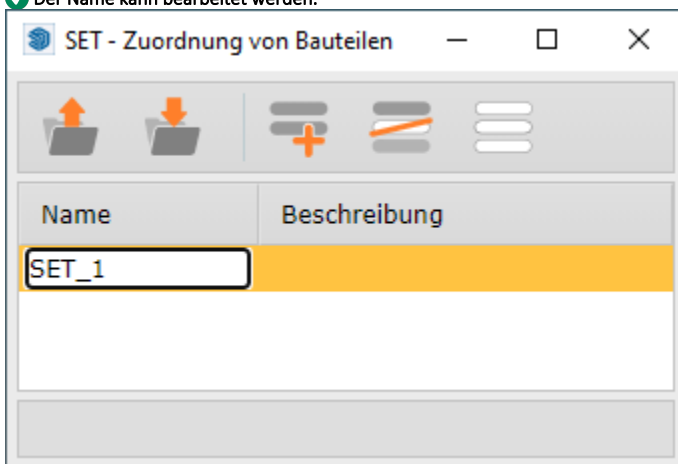 Der Name kann bearbeitet werden.
SET - Zuordnung von Bauteilen
Name Beschreibung
SET_1